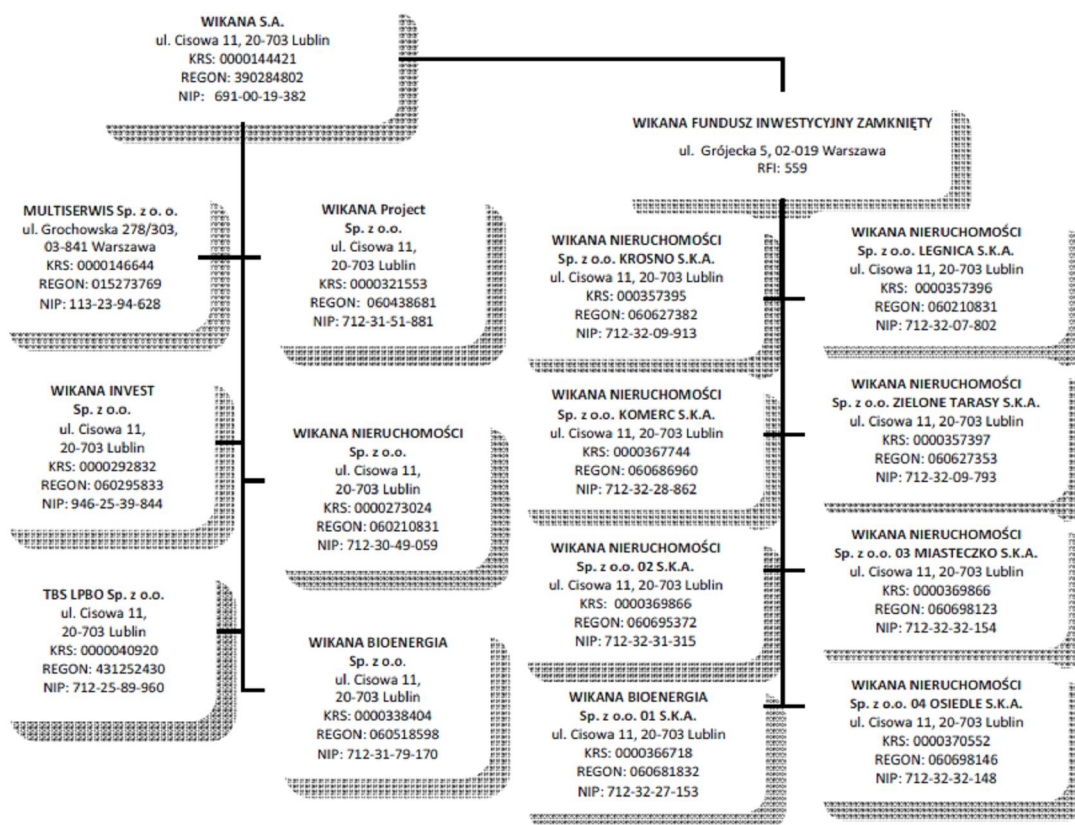 WIKANA S.A.
ul. Cisowa 11, 20-703 Lublin
KRS: 0000144421
REGON: 390284802
NIP: 691-00-19-382
WIKANA FUNDUSZ INWESTYCYJNY ZAMKNIĘTY
ul. Grójecka 5, 02-019 Warszawa
RFI: 559
MULTISERWIS Sp. z o. o.
ul. Grochowska 278/303,
03-841 Warszawa
KRS: 0000146644
REGON: 015273769
NIP: 113-23-94-628
WIKANA Project
Sp. z o.o.
ul. Cisowa 11,
20-703 Lublin
KRS: 0000321553
REGON: 060438681
NIP: 712-31-51-881
WIKANA INVEST
Sp. z o.o.
ul. Cisowa 11,
20-703 Lublin
KRS: 0000292832
REGON: 060295833
NIP: 946-25-39-844
WIKANA NIERUCHOMOŚCI
Sp. z o.o.
ul. Cisowa 11,
20-703 Lublin
KRS: 0000273024
REGON: 060210831
NIP: 712-30-49-059
TBS LPBO Sp. z o.o.
ul. Cisowa 11,
20-703 Lublin
KRS: 0000040920
REGON: 431252430
NIP: 712-25-89-960
WIKANA BIOENERGIA
Sp. z o.o.
ul. Cisowa 11,
20-703 Lublin
KRS: 0000338404
REGON: 060518598
NIP: 712-31-79-170
WIKANA NIERUCHOMOŚCI
Sp. z o.o. KROSNO S.K.A.
ul. Cisowa 11, 20-703 Lublin
KRS: 000357395
REGON: 060627382
NIP: 712-32-09-913
WIKANA NIERUCHOMOŚCI
Sp. z o.o. LEGNICA S.K.A.
ul. Cisowa 11, 20-703 Lublin
KRS: 0000357396
REGON: 060210831
NIP: 712-32-07-802
WIKANA NIERUCHOMOŚCI
Sp. z o.o. KOMERC S.K.A.
ul. Cisowa 11, 20-703 Lublin
KRS: 0000367744
REGON: 060686960
NIP: 712-32-28-862
WIKANA NIERUCHOMOŚCI
Sp. z o.o. ZIELONE TARASY S.K.A.
ul. Cisowa 11, 20-703 Lublin
KRS: 0000357397
REGON: 060627353
NIP: 712-32-09-793
WIKANA NIERUCHOMOŚCI
Sp. z o.o. 02 S.K.A.
ul. Cisowa 11, 20-703 Lublin
KRS: 0000369866
REGON: 060695372
NIP: 712-32-31-315
WIKANA NIERUCHOMOŚCI
Sp. z o.o. 03 MIASTECZKO S.K.A.
ul. Cisowa 11, 20-703 Lublin
KRS: 0000369866
REGON: 060698123
NIP: 712-32-32-154
WIKANA BIOENERGIA
Sp. z o.o. 01 S.K.A.
ul. Cisowa 11, 20-703 Lublin
KRS: 0000366718
REGON: 060681832
NIP: 712-32-27-153
WIKANA NIERUCHOMOŚCI
Sp. z o.o. 04 OSIEDLE S.K.A.
ul. Cisowa 11, 20-703 Lublin
KRS: 0000370552
REGON: 060698146
NIP: 712-32-32-148